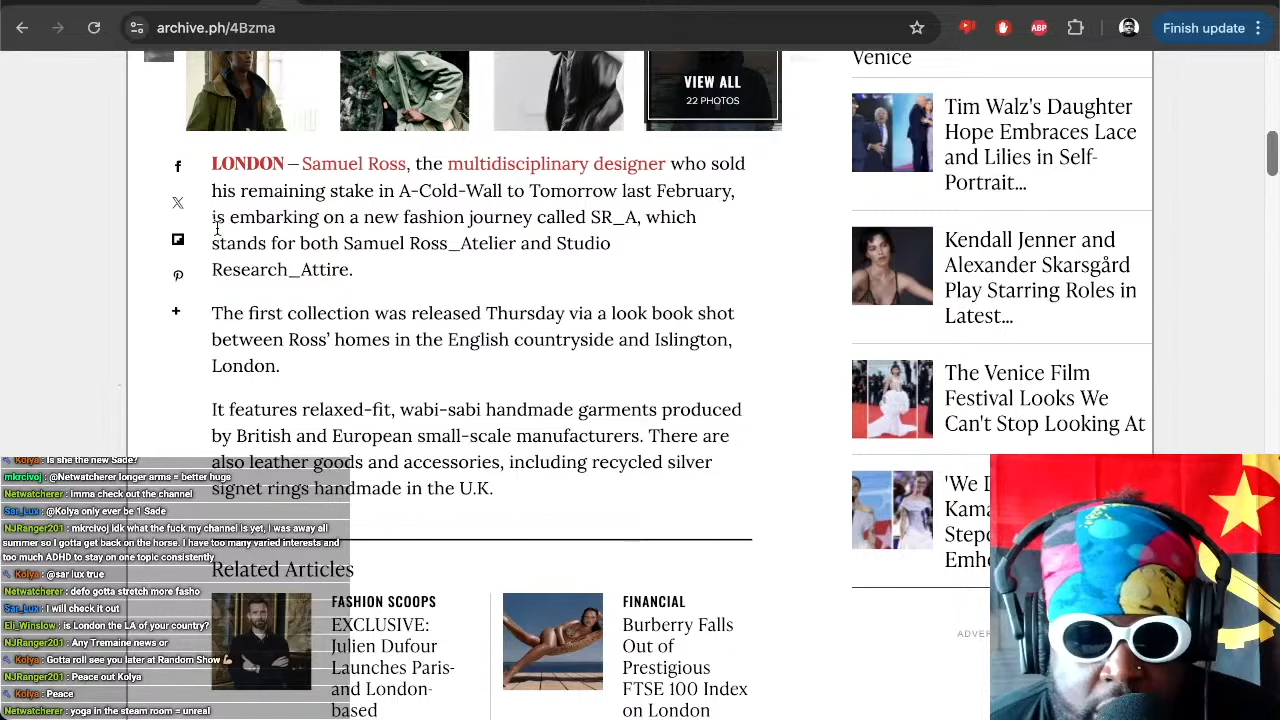 archive.ph/4Bzma
ABP
Finish update
VIEW ALL
22 PHOTOS
LONDON – Samuel Ross, the multidisciplinary designer who sold
his remaining stake in A-Cold-Wall to Tomorrow last February,
is embarking on a new fashion journey called SR_A, which
stands for both Samuel Ross_Atelier and Studio
Research_Attire.
The first collection was released Thursday via a look book shot
between Ross’ homes in the English countryside and Islington,
London.
It features relaxed-fit, wabi-sabi handmade garments produced
by British and European small-scale manufacturers. There are
also leather goods and accessories, including recycled silver
signet rings handmade in the U.K.
Related Articles
FASHION SCOOPS
EXCLUSIVE:
Julien Dufour
Launches Paris-
and London-
based
FINANCIAL
Burberry Falls
Out of
Prestigious
FTSE 100 Index
on London
Venice
Tim Walz's Daughter
Hope Embraces Lace
and Lilies in Self-
Portrait...
Kendall Jenner and
Alexander Skarsgård
Play Starring Roles in
Latest...
The Venice Film
Festival Looks We
Can't Stop Looking At
'We
Kama
Step
Emh
ADVER
Kolya : Is she the new Sade?
mkrcivoj : @Netwatcherer longer arms = better hugs
Netwatcherer : imma check out the channel
Sar_Lux : @Kolya only ever be 1 Sade
NJRanger201 : mkrcivoj idk what the fuck my channel is yet, I was away all
summer so I gotta get back on the horse. I have too many varied interests and
too much ADHD to stay on one topic consistently
Kolya : @sar lux true
Netwatcherer : defo gotta stretch more fasho
Sar_Lux : I will check it out
Eli_Winslow : is London the LA of your country?
NJRanger201 : Any Tremaine news or
Kolya : Gotta roll see you later at Random Show 💪
NJRanger201 : Peace out Kolya
Kolya : Peace
Netwatcherer : yoga in the steam room = unreal